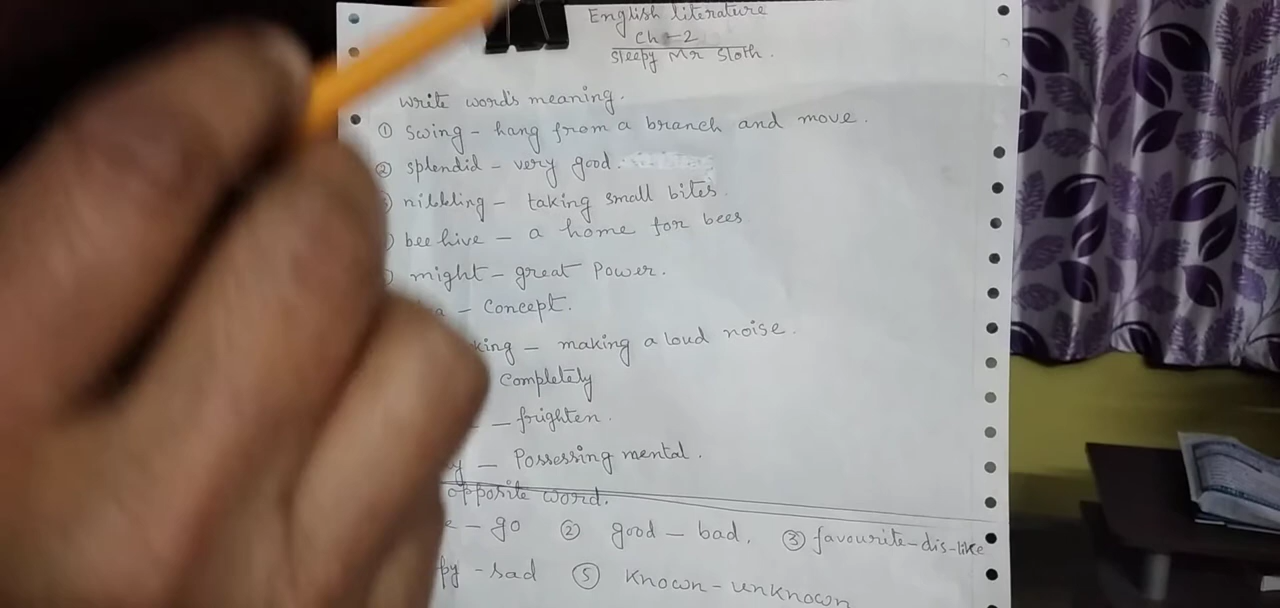 English literature
Ch-2
Sleepy Mr Sloth.
Write word's meaning.
① Swing - hang from a branch and move.
② splendid - very good.
nibbling - taking small bites.
bee hive - a home for bees
might - great Power.
- Concept.
king - making a loud noise.
Completely
- frighten.
y - Possessing mental.
opposite word.
e - go ② good - bad. ③ favourite-dis-like
py - sad ⑤ Known - unknown